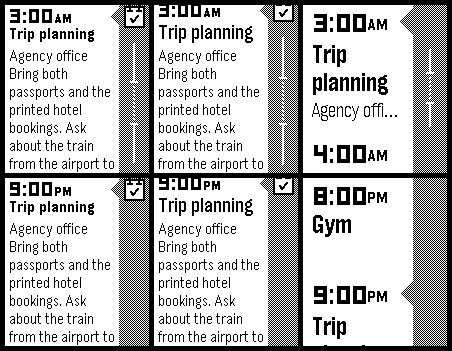 3:00AM
Trip planning
Agency office
Bring both
passports and the
printed hotel
bookings. Ask
about the train
from the airport to
3:00AM
Trip planning
Agency office
Bring both
passports and the
printed hotel
bookings. Ask
about the train
from the airport to
3:00AM
Trip
planning
Agency offi...
4:00AM
9:00PM
Trip planning
Agency office
Bring both
passports and the
printed hotel
bookings. Ask
about the train
from the airport to
9:00PM
Trip planning
Agency office
Bring both
passports and the
printed hotel
bookings. Ask
about the train
from the airport to
8:00PM
Gym
9:00PM
Trip